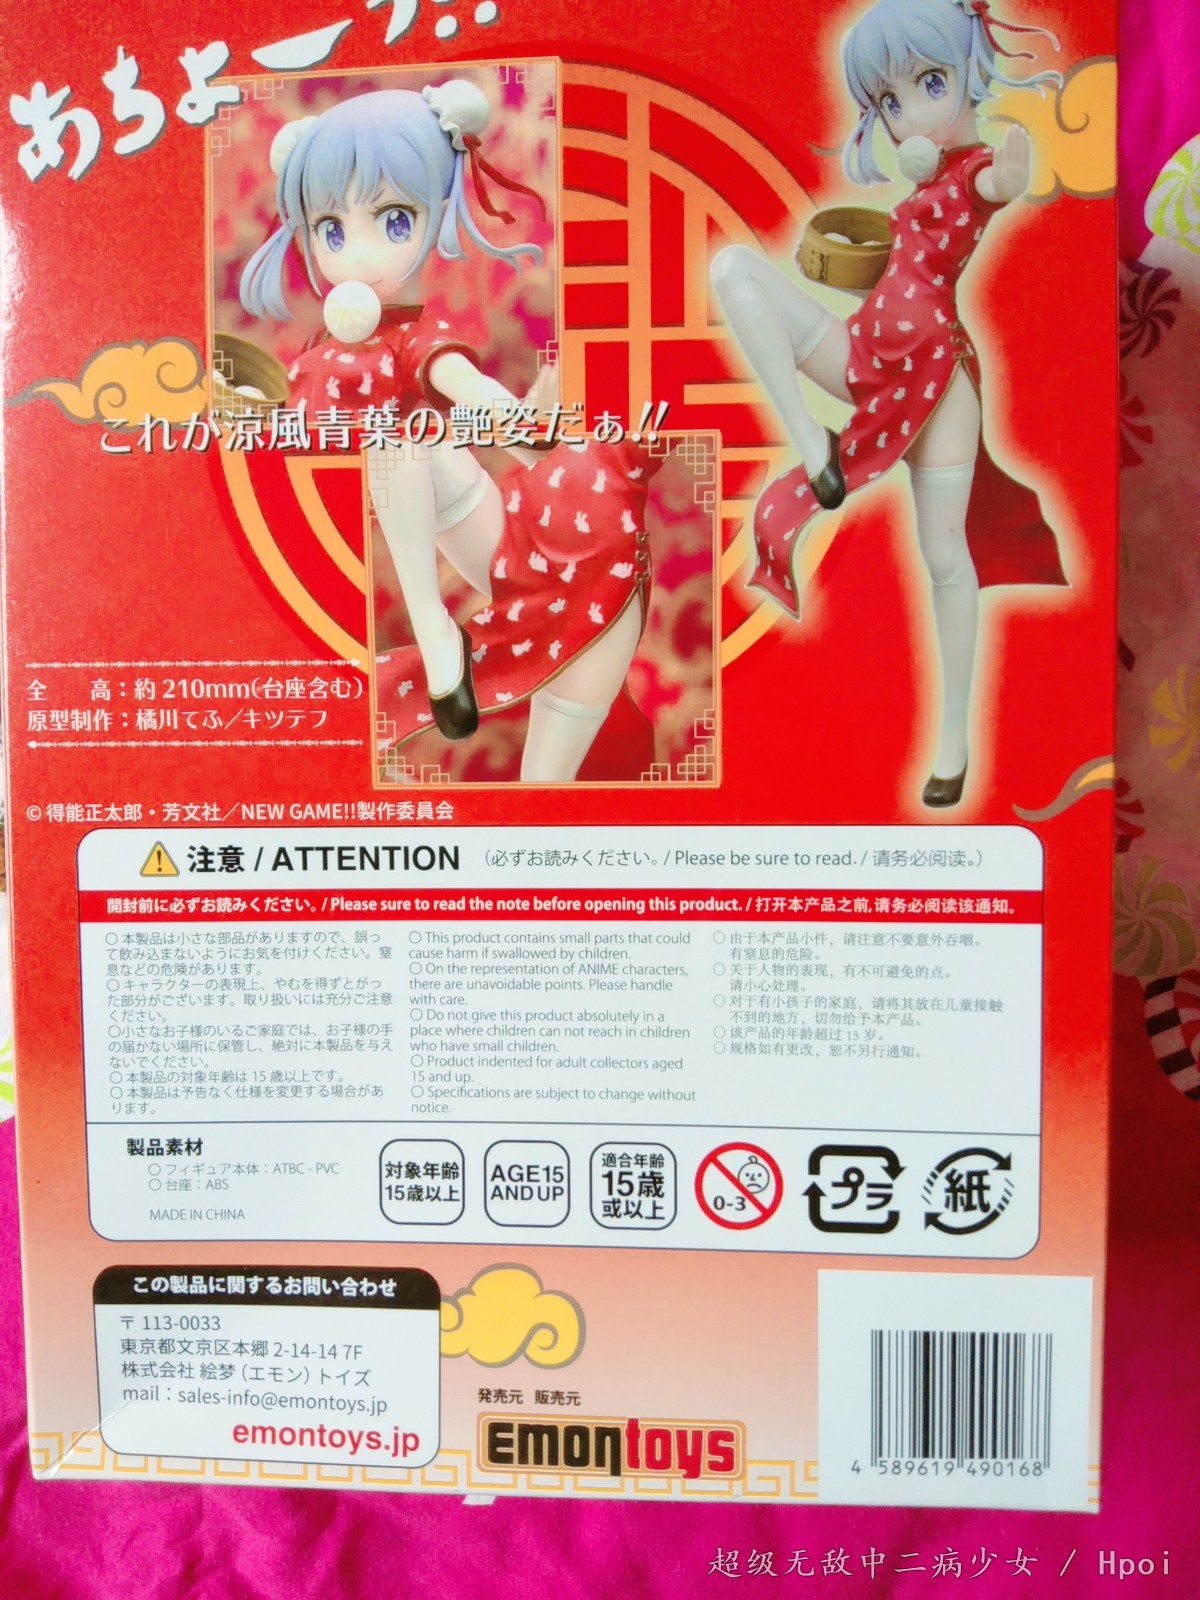 あちょーっ!!
これが涼風青葉の艶姿だぁ!!
全 高：約210mm(台座含む)
原型制作：橘川てふ／キツテフ
© 得能正太郎・芳文社／NEW GAME!!製作委員会
注意 / ATTENTION （必ずお読みください。/ Please be sure to read. / 请务必阅读。）
開封前に必ずお読みください。/ Please sure to read the note before opening this product. / 打开本产品之前,请务必阅读该通知。
〇 本製品は小さな部品がありますので、誤っ
て飲み込まないようにお気を付けください。窒
息などの危険があります。
〇 キャラクターの表現上、やむを得ずとがっ
た部分がございます。取り扱いには充分ご注意
ください。
〇小さなお子様のいるご家庭では、お子様の手
の届かない場所に保管し、絶対に本製品を与え
ないでください。
〇 本製品の対象年齢は 15 歳以上です。
〇 本製品は予告なく仕様を変更する場合があ
ります。
〇 This product contains small parts that could
cause harm if swallowed by children.
〇 On the representation of ANIME characters,
there are unavoidable points. Please handle
with care.
〇 Do not give this product absolutely in a
place where children can not reach in children
who have small children.
〇 Product indented for adult collectors aged
15 and up.
〇 Specifications are subject to change without
notice.
〇 由于本产品小件，请注意不要意外吞咽。
有窒息的危险。
〇 关于人物的表现，有不可避免的点。
请小心处理。
〇 对于有小孩子的家庭，请将其放在儿童接触
不到的地方，切勿给予本产品。
〇 该产品的年龄超过 15 岁。
〇 规格如有更改，恕不另行通知。
製品素材
〇 フィギュア本体：ATBC - PVC
〇 台座：ABS
MADE IN CHINA
対象年齢
15歳以上
AGE15
AND UP
適合年齢
15歳
或以上
0-3
プラ
紙
この製品に関するお問い合わせ
〒 113-0033
東京都文京区本郷 2-14-14 7F
株式会社 絵夢（エモン）トイズ
mail：sales-info@emontoys.jp
emontoys.jp
発売元 販売元
emontoys
4 589619 490168
超级无敌中二病少女 / Hpoi